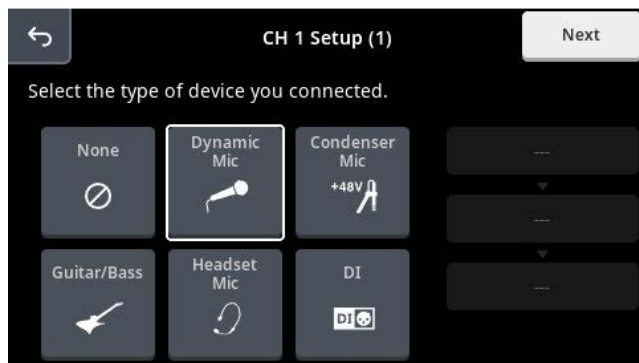 CH 1 Setup (1)
Next
Select the type of device you connected.
None
Dynamic
Mic
Condenser
Mic
+48V
---
---
---
Guitar/Bass
Headset
Mic
DI
DI